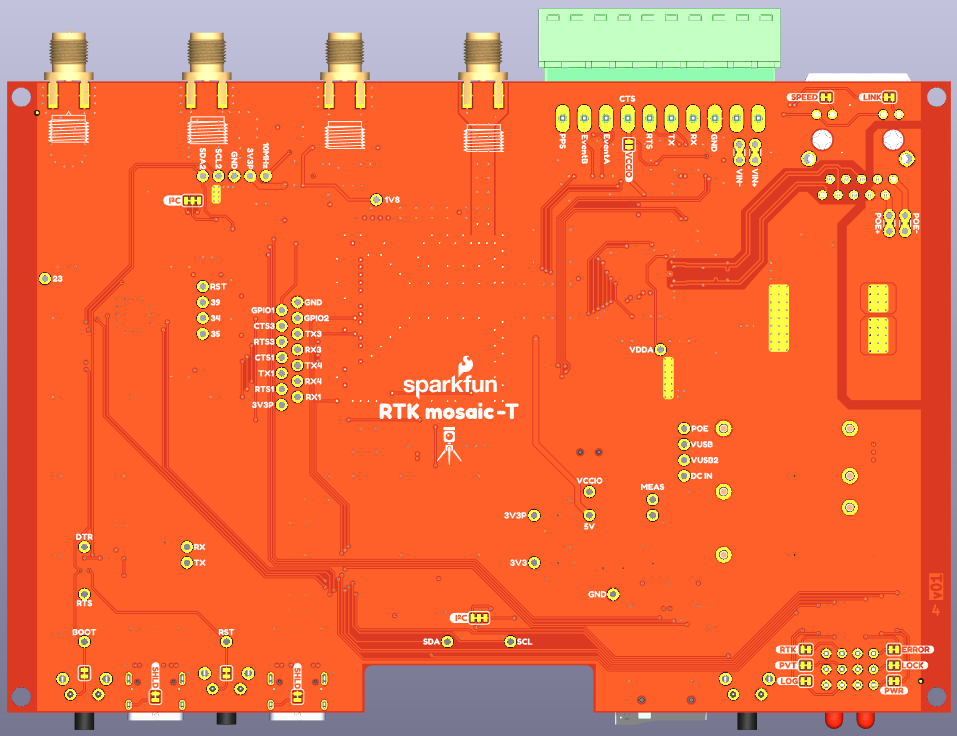 SPEED
LINK
CTS
PPS
EventB
EventA
RTS
TX
RX
GND
VCCIO
VIN-
VIN+
SDA2
SCL2
GND
3V3P
10MHz
I²C
1V8
POE+
POE-
23
RST
39
34
35
GND
GPIO1
GPIO2
CTS3
TX3
RTS3
RX3
CTS1
TX4
TX1
RX4
RTS1
RX1
3V3P
VDDA
sparkfun
RTK mosaic-T
POE
VUSB
VUSB2
DC IN
VCCIO
MEAS
3V3P
5V
DTR
RX
TX
3V3
RTS
GND
v01
4
I²C
BOOT
RST
SDA
SCL
RTK
ERROR
PVT
LOCK
LOG
PWR
SHLD
SHLD